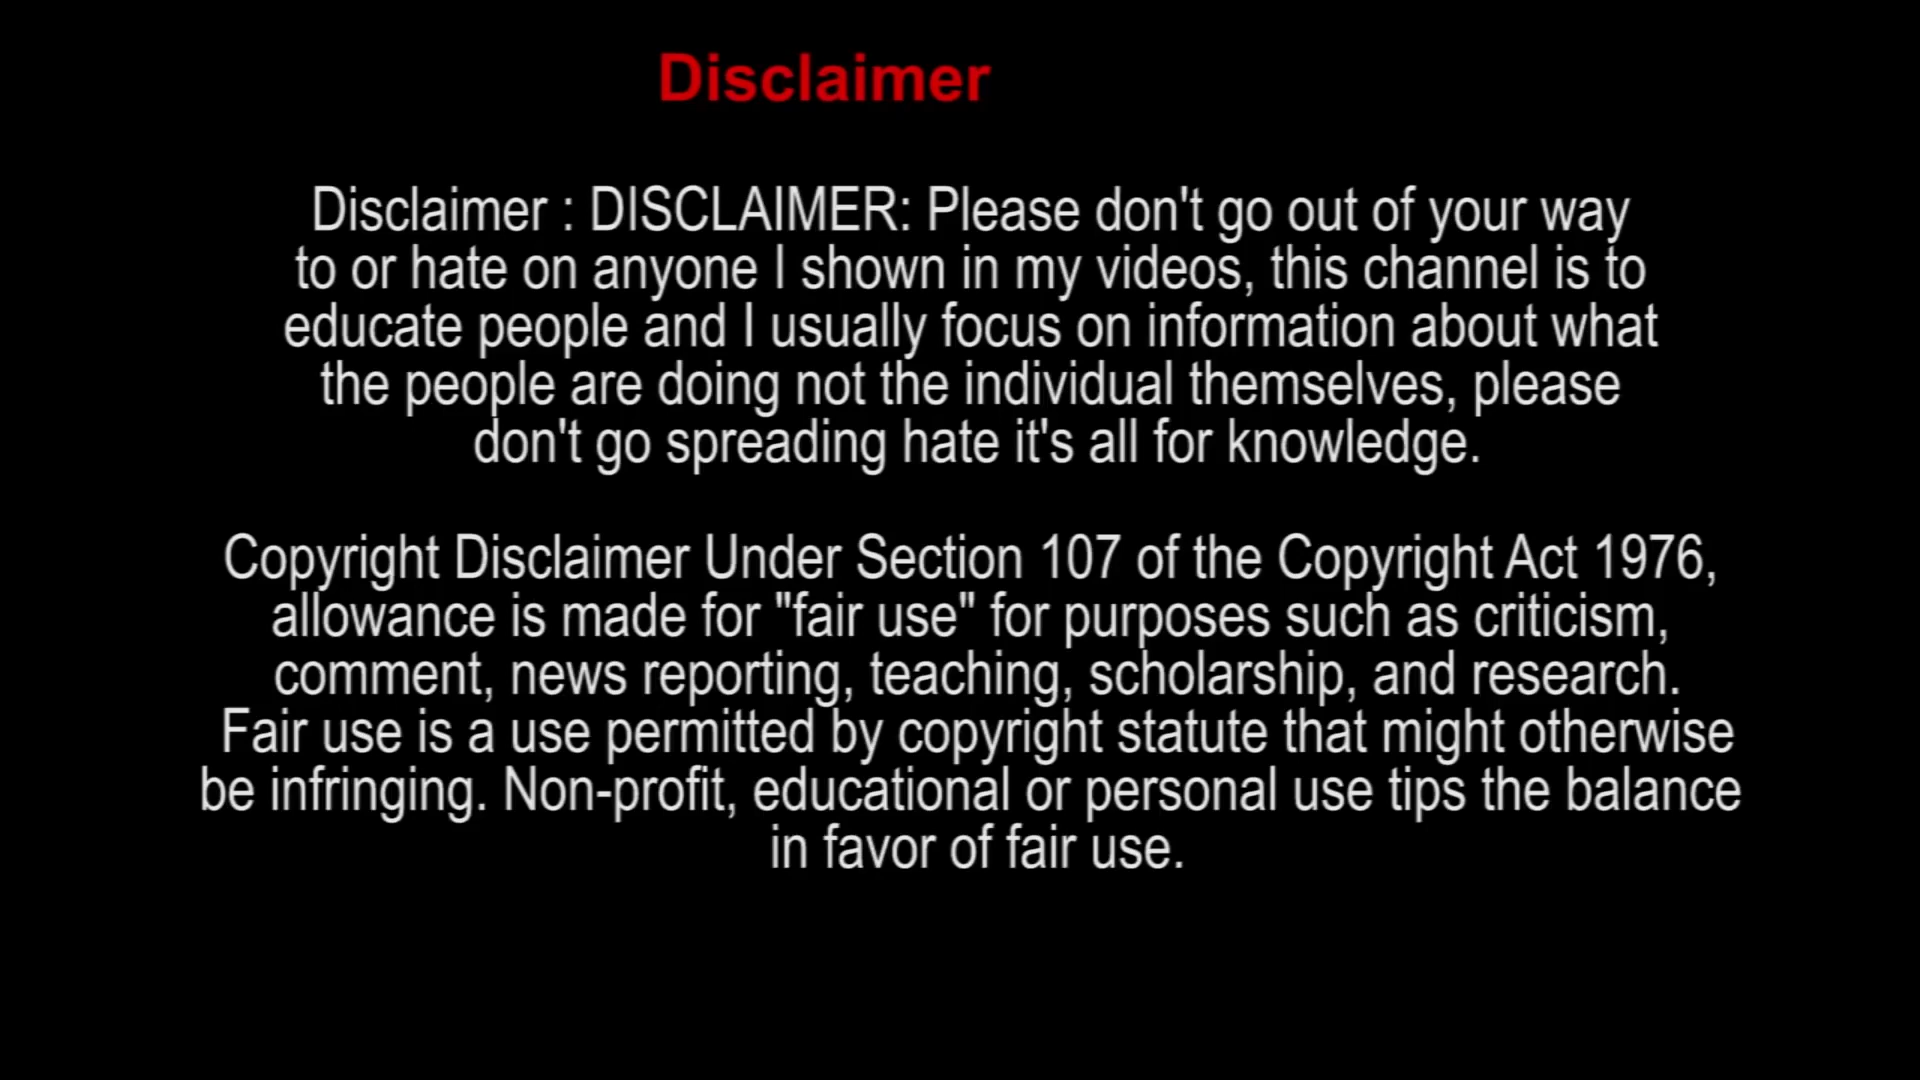 Disclaimer
Disclaimer : DISCLAIMER: Please don't go out of your way
to or hate on anyone I shown in my videos, this channel is to
educate people and I usually focus on information about what
the people are doing not the individual themselves, please
don't go spreading hate it's all for knowledge.
Copyright Disclaimer Under Section 107 of the Copyright Act 1976,
allowance is made for "fair use" for purposes such as criticism,
comment, news reporting, teaching, scholarship, and research.
Fair use is a use permitted by copyright statute that might otherwise
be infringing. Non-profit, educational or personal use tips the balance
in favor of fair use.